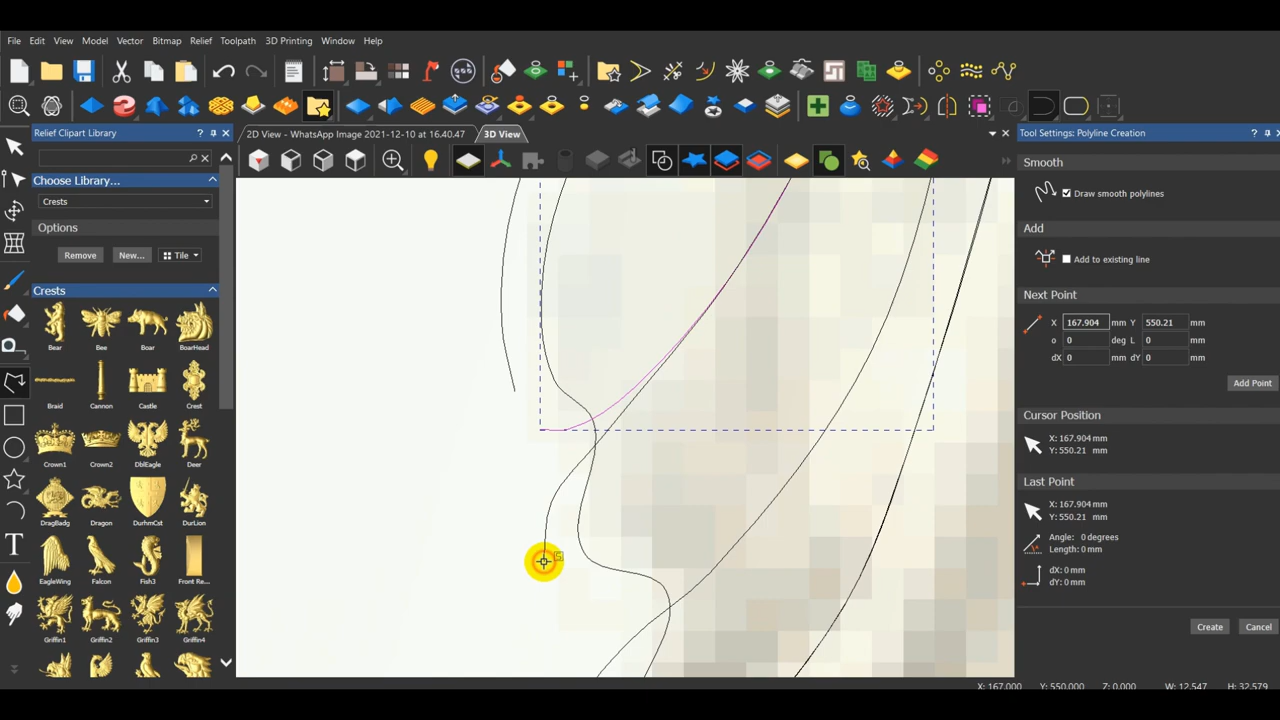 File Edit View Model Vector Bitmap Relief Toolpath 3D Printing Window Help
Relief Clipart Library
2D View - WhatsApp Image 2021-12-10 at 16.40.47
3D View
Tool Settings: Polyline Creation
Choose Library...
Crests
Options
Remove
New...
Tile
Crests
Bear Bee Boar BoarHead
Braid Cannon Castle Crest
Crown1 Crown2 DblEagle Deer
DragBadg Dragon DurhmCst DurLion
EagleWing Falcon Fish3 Front Re...
Griffin1 Griffin2 Griffin3 Griffin4
Smooth
Draw smooth polylines
Add
Add to existing line
Next Point
X 167.904 mm Y 550.21 mm
0 deg L 0 mm
dX 0 mm dY 0 mm
Add Point
Cursor Position
X: 167.904 mm
Y: 550.21 mm
Last Point
X: 167.904 mm
Y: 550.21 mm
Angle: 0 degrees
Length: 0 mm
dX: 0 mm
dY: 0 mm
Create
Cancel
X: 167.000 Y: 550.000 Z: 0.000 W: 12.547 H: 32.579